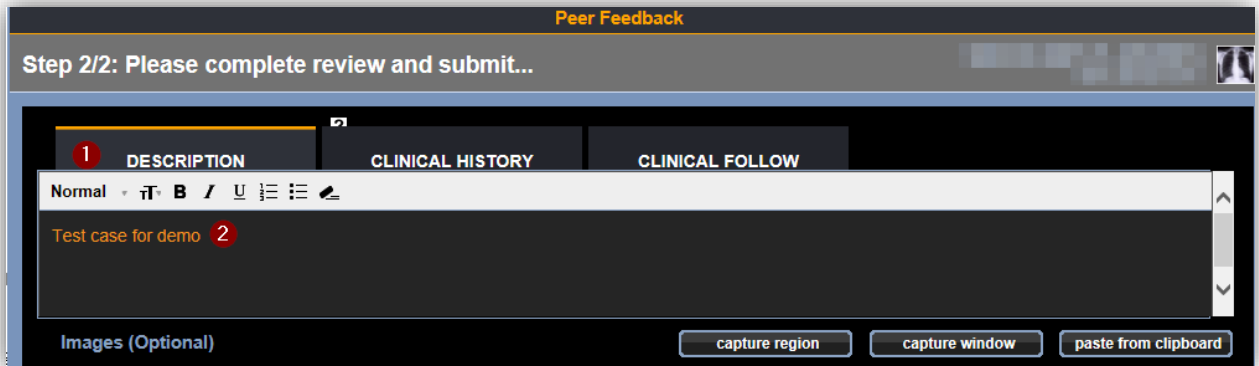 Peer Feedback
Step 2/2: Please complete review and submit...
?
1 DESCRIPTION CLINICAL HISTORY CLINICAL FOLLOW
Normal TT B I U
Test case for demo 2
Images (Optional) capture region capture window paste from clipboard